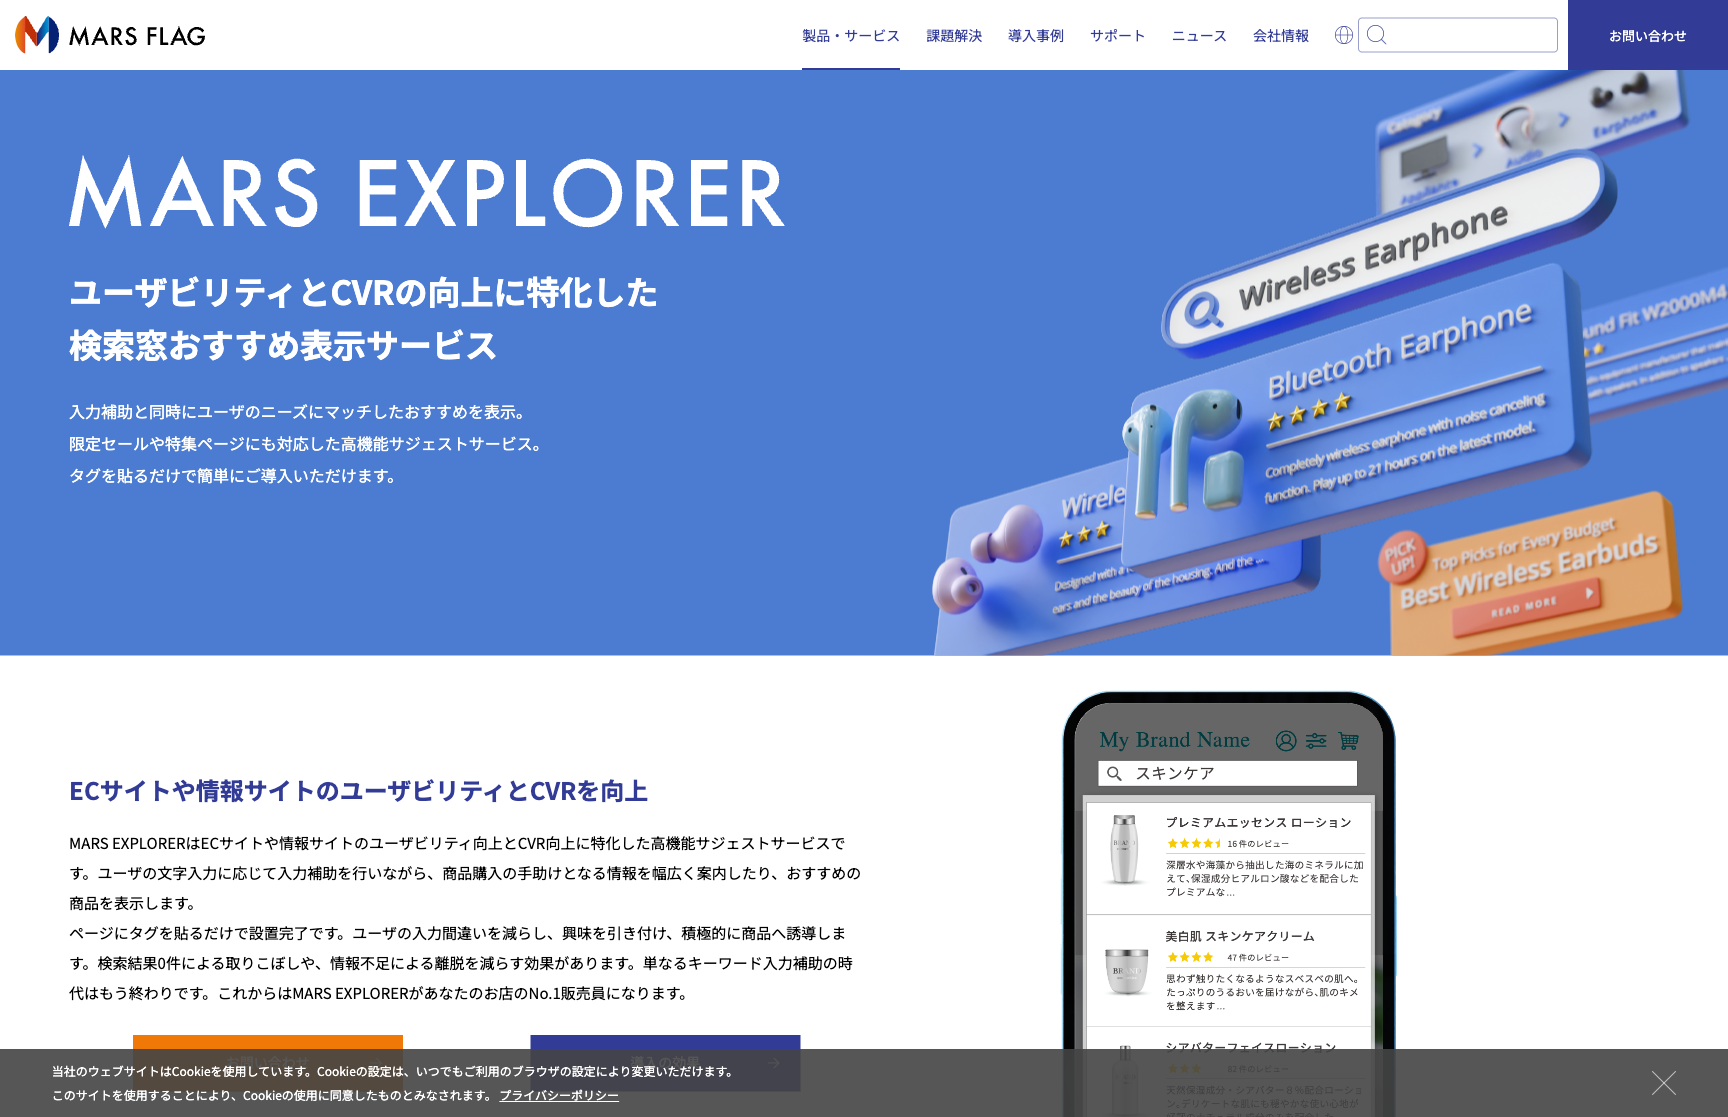 MARS FLAG
製品・サービス
課題解決
導入事例
サポート
ニュース
会社情報
お問い合わせ
MARS EXPLORER
ユーザビリティとCVRの向上に特化した
検索窓おすすめ表示サービス
入力補助と同時にユーザのニーズにマッチしたおすすめを表示。
限定セールや特集ページにも対応した高機能サジェストサービス。
タグを貼るだけで簡単にご導入いただけます。
Category
Appliance
Audio
Earphone
Wireless Earphone
Bluetooth Earphone
Completely wireless earphone with noise canceling
function. Play up to 21 hours on the latest model.
und Fit W2000M4
Wirele
Designed with a
ears and the beauty of the housing. And the ...
PICK
UP!
Top Picks for Every Budget
Best Wireless Earbuds
READ MORE
ECサイトや情報サイトのユーザビリティとCVRを向上
MARS EXPLORERはECサイトや情報サイトのユーザビリティ向上とCVR向上に特化した高機能サジェストサービスで
す。ユーザの文字入力に応じて入力補助を行いながら、商品購入の手助けとなる情報を幅広く案内したり、おすすめの
商品を表示します。
ページにタグを貼るだけで設置完了です。ユーザの入力間違いを減らし、興味を引き付け、積極的に商品へ誘導しま
す。検索結果0件による取りこぼしや、情報不足による離脱を減らす効果があります。単なるキーワード入力補助の時
代はもう終わりです。これからはMARS EXPLORERがあなたのお店のNo.1販売員になります。
お問い合わせ
導入の効果
My Brand Name
スキンケア
プレミアムエッセンス ローション
16件のレビュー
深層水や海藻から抽出した海のミネラルに加
えて、保湿成分ヒアルロン酸などを配合した
プレミアムな…
BRAND
美白肌 スキンケアクリーム
47件のレビュー
思わず触りたくなるようなスベスベの肌へ。
たっぷりのうるおいを届けながら、肌のキメ
を整えます…
BRAND
シアバターフェイスローション
82件のレビュー
天然保湿成分・シアバター８％配合ローショ
ン。デリケートな肌にも穏やかな使い心地が
当社のウェブサイトはCookieを使用しています。Cookieの設定は、いつでもご利用のブラウザの設定により変更いただけます。
このサイトを使用することにより、Cookieの使用に同意したものとみなされます。 プライバシーポリシー